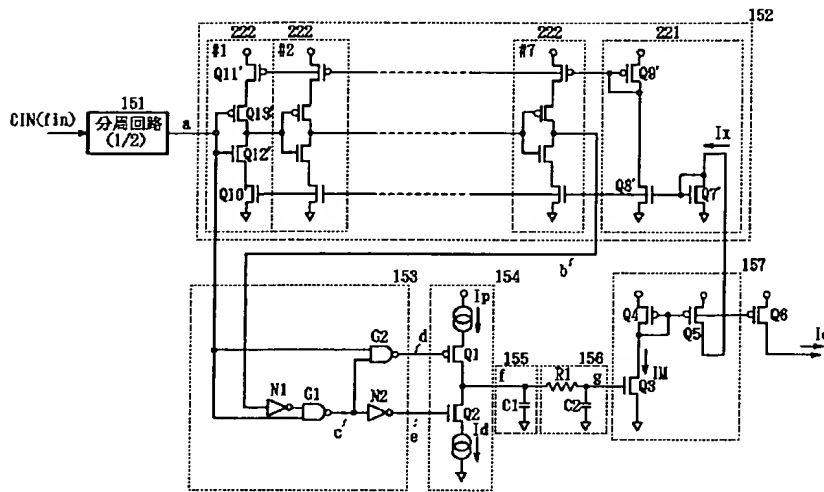 152
222
222
222
221
#1
#2
#7
Q11'
Q9'
151
CIN(fin)
分周回路
(1/2)
a
Q13'
Q12'
Ix
Q10
Q8'
Q7'
b'
153
154
157
Ip
G2
d'
Q1
Q4
Q5
Q6
155
156
f
R1
g
IM
Q3
N1
G1
N2
c'
e'
Q2
C1
C2
Id